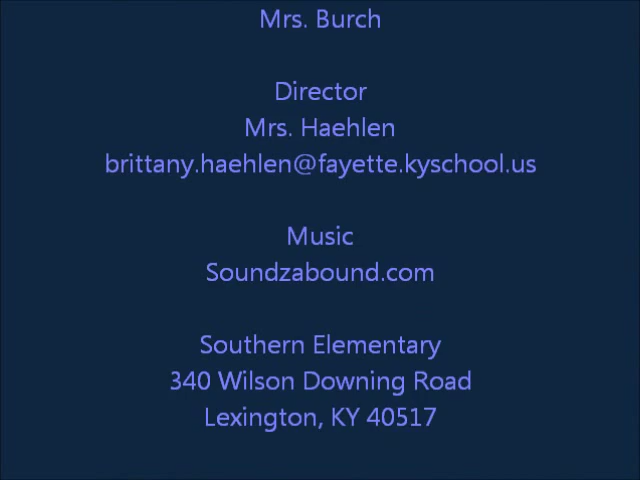 Mrs. Burch
Director
Mrs. Haehlen
brittany.haehlen@fayette.kyschool.us
Music
Soundzabound.com
Southern Elementary
340 Wilson Downing Road
Lexington, KY 40517